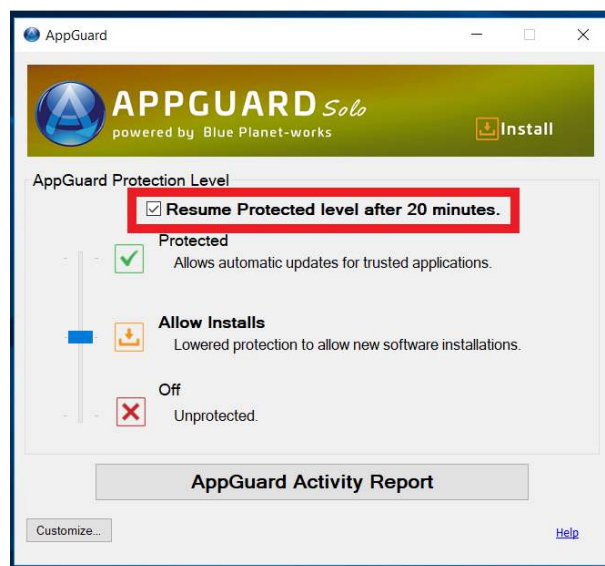 AppGuard
APPGUARD Solo
powered by Blue Planet-works
Install
AppGuard Protection Level
Resume Protected level after 20 minutes.
Protected
Allows automatic updates for trusted applications.
Allow Installs
Lowered protection to allow new software installations.
Off
Unprotected.
AppGuard Activity Report
Customize...
Help